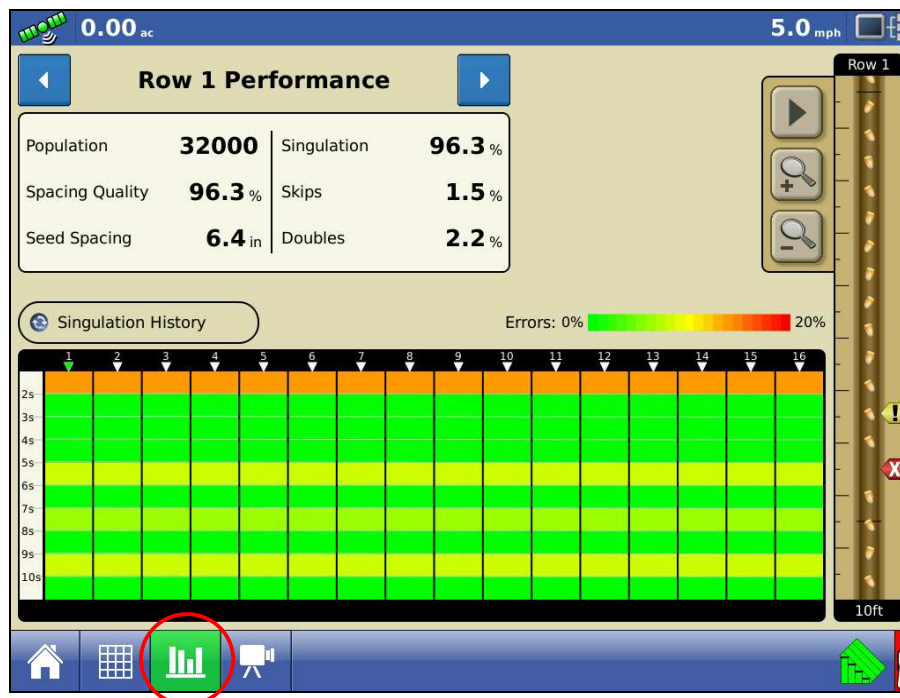 0.00 ac
5.0 mph
Row 1 Performance
Row 1
Population 32000 Singulation 96.3 %
Spacing Quality 96.3 % Skips 1.5 %
Seed Spacing 6.4 in Doubles 2.2 %
Singulation History
Errors: 0% 20%
1 2 3 4 5 6 7 8 9 10 11 12 13 14 15 16
2s
3s
4s
5s
6s
7s
8s
9s
10s
!
X
10ft